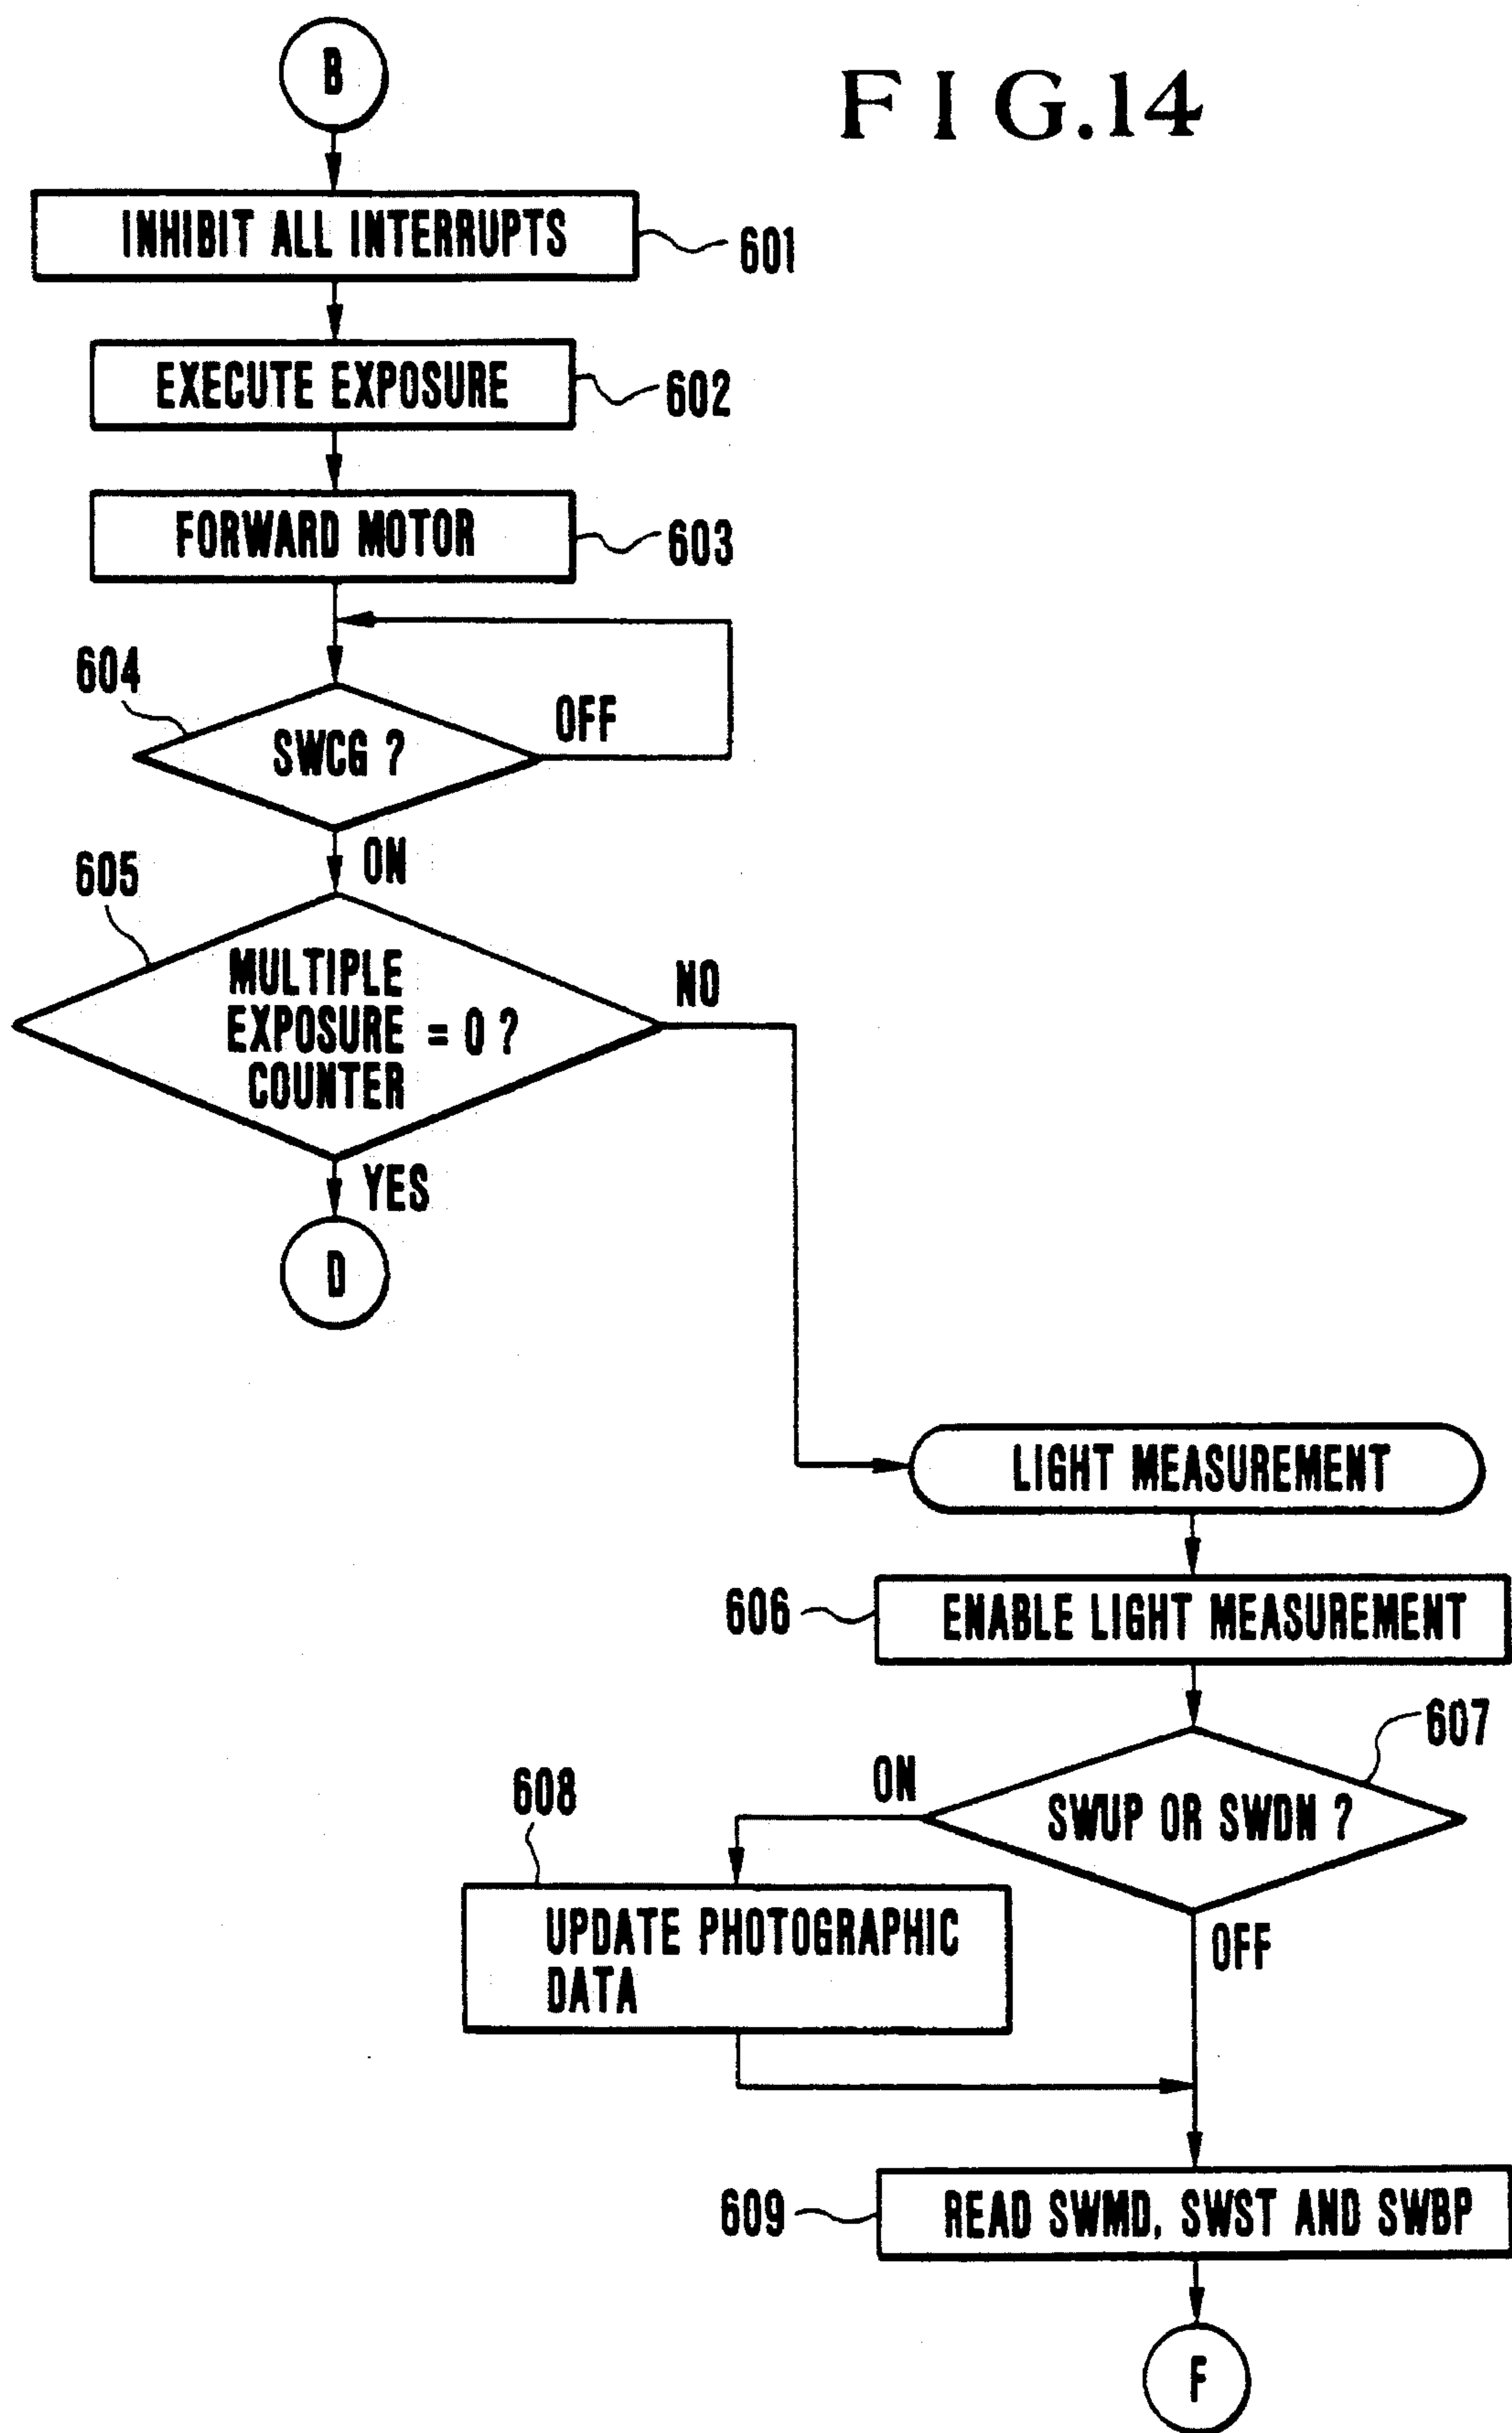 B
F I G.14
INHIBIT ALL INTERRUPTS
601
EXECUTE EXPOSURE
602
FORWARD MOTOR
603
604
SWCG ?
OFF
ON
605
MULTIPLE
EXPOSURE = 0 ?
COUNTER
NO
YES
D
LIGHT MEASUREMENT
606
ENABLE LIGHT MEASUREMENT
607
SWUP OR SWDN ?
ON
OFF
608
UPDATE PHOTOGRAPHIC
DATA
609
READ SWMD, SWST AND SWBP
F